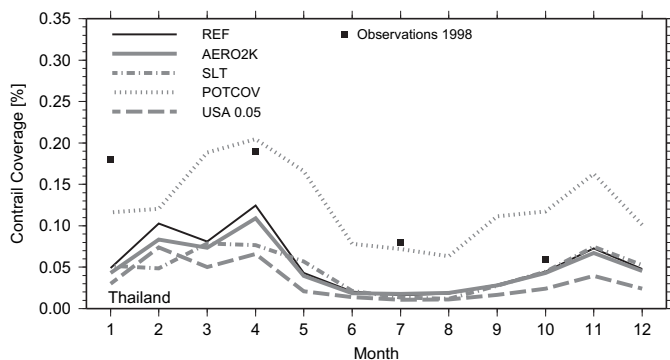 0.35
0.30
0.25
0.20
0.15
0.10
0.05
0.00
Contrail Coverage [%]
REF
AERO2K
SLT
POTCOV
USA 0.05
Observations 1998
Thailand
1 2 3 4 5 6 7 8 9 10 11 12
Month